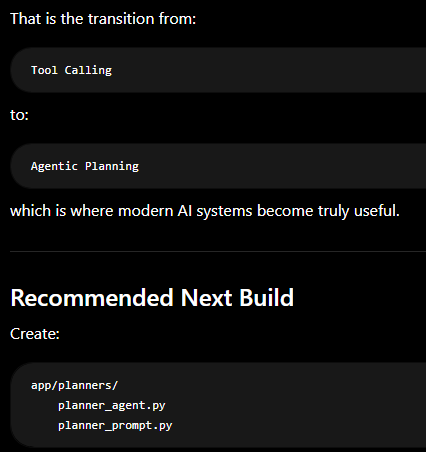 That is the transition from:
Tool Calling
to:
Agentic Planning
which is where modern AI systems become truly useful.
Recommended Next Build
Create:
app/planners/
    planner_agent.py
    planner_prompt.py